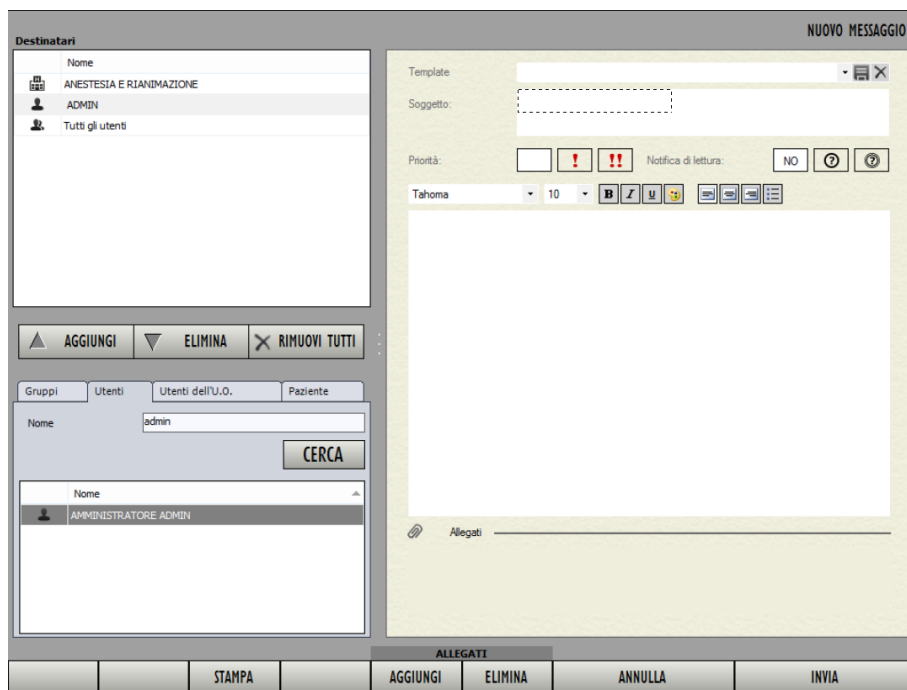 NUOVO MESSAGGIO
Destinatari
Nome
ANESTESIA E RIANIMAZIONE
ADMIN
Tutti gli utenti
AGGIUNGI ELIMINA RIMUOVI TUTTI
Gruppi Utenti Utenti dell'U.O. Paziente
Nome admin
CERCA
Nome
AMMINISTRATORE ADMIN
Template
Soggetto:
Priorità: ! !! Notifica di lettura: NO ? ?
Tahoma 10 B I U
Allegati
ALLEGATI
STAMPA AGGIUNGI ELIMINA ANNULLA INVIA